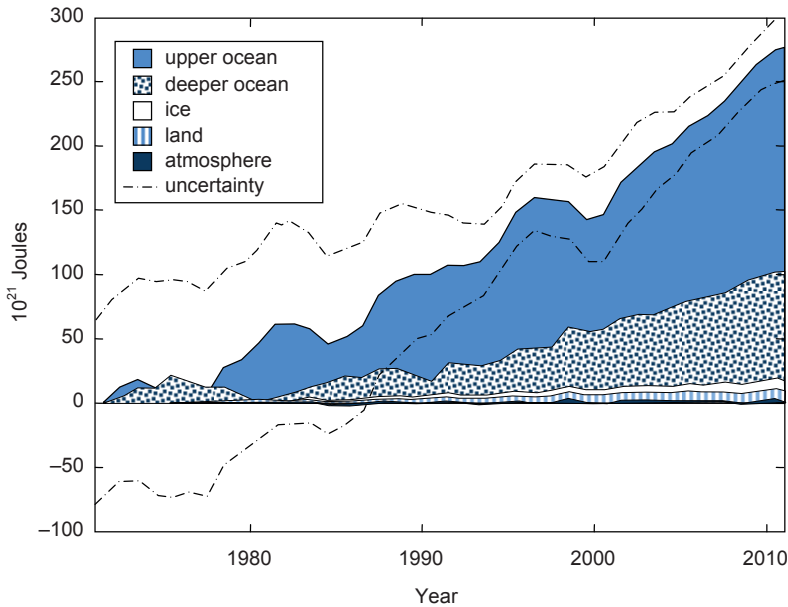 300
250
200
150
100
50
0
−50
−100
10²¹ Joules
upper ocean
deeper ocean
ice
land
atmosphere
uncertainty
1980
1990
2000
2010
Year